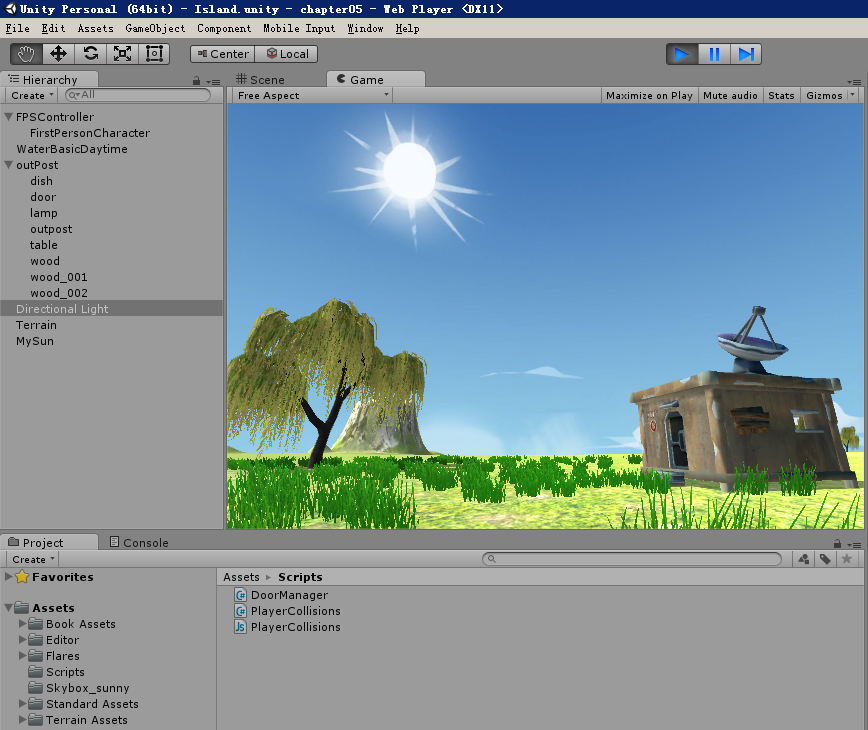 Unity Personal (64bit) - Island.unity - chapter05 - Web Player <DX11>
File Edit Assets GameObject Component Mobile Input Window Help
Center Local
Hierarchy Scene Game
Create All Free Aspect Maximize on Play Mute audio Stats Gizmos
FPSController
FirstPersonCharacter
WaterBasicDaytime
outPost
dish
door
lamp
outpost
table
wood
wood_001
wood_002
Directional Light
Terrain
MySun
Project Console
Create
Favorites
Assets
Book Assets
Editor
Flares
Scripts
Skybox_sunny
Standard Assets
Terrain Assets
Assets Scripts
DoorManager
PlayerCollisions
PlayerCollisions